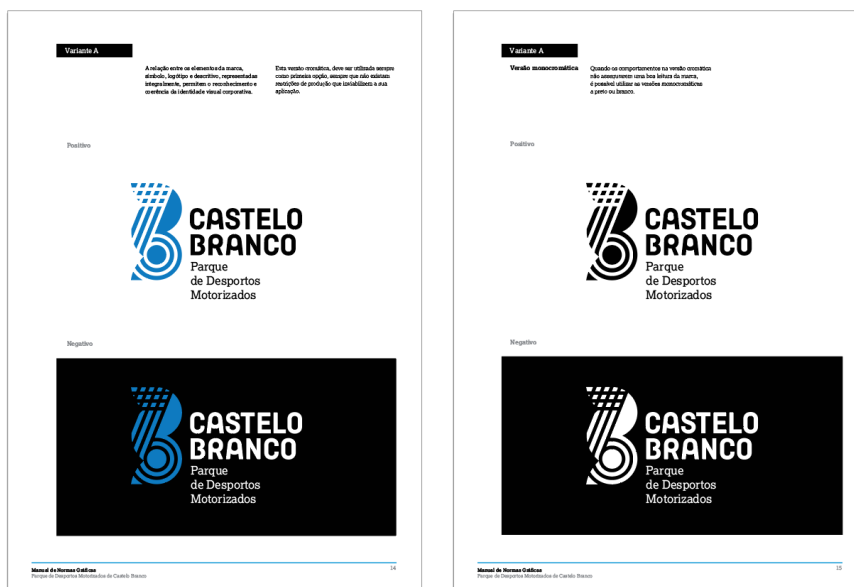 Variante A
A relação entre os elementos da marca,
símbolo, logótipo e descritivo, representadas
integralmente, permitem o reconhecimento e
coerência da identidade visual corporativa.
Esta versão cromática, deve ser utilizada sempre
como primeira opção, sempre que não existam
restrições de produção que inviabilizem a sua
aplicação.
Positivo
CASTELO
BRANCO
Parque
de Desportos
Motorizados
Negativo
CASTELO
BRANCO
Parque
de Desportos
Motorizados
Manual de Normas Gráficas
Parque de Desportos Motorizados de Castelo Branco
14
Variante A
Versão monocromática
Quando os comportamentos na versão cromática
não assegurarem uma boa leitura da marca,
é possível utilizar as versões monocromáticas
a preto ou branco.
Positivo
CASTELO
BRANCO
Parque
de Desportos
Motorizados
Negativo
CASTELO
BRANCO
Parque
de Desportos
Motorizados
Manual de Normas Gráficas
Parque de Desportos Motorizados de Castelo Branco
15